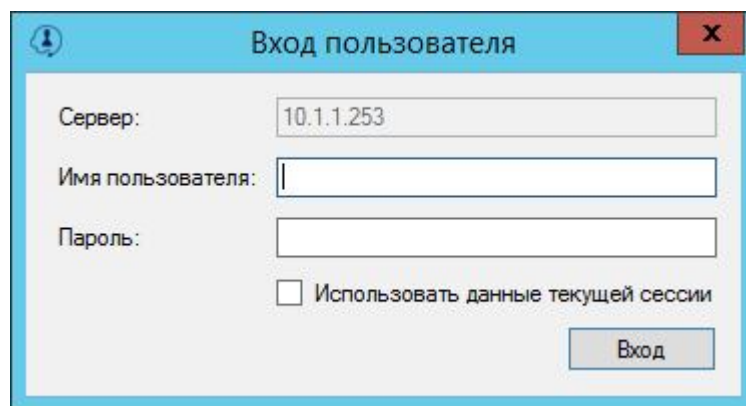 Вход пользователя
Сервер: 10.1.1.253
Имя пользователя:
Пароль:
Использовать данные текущей сессии
Вход